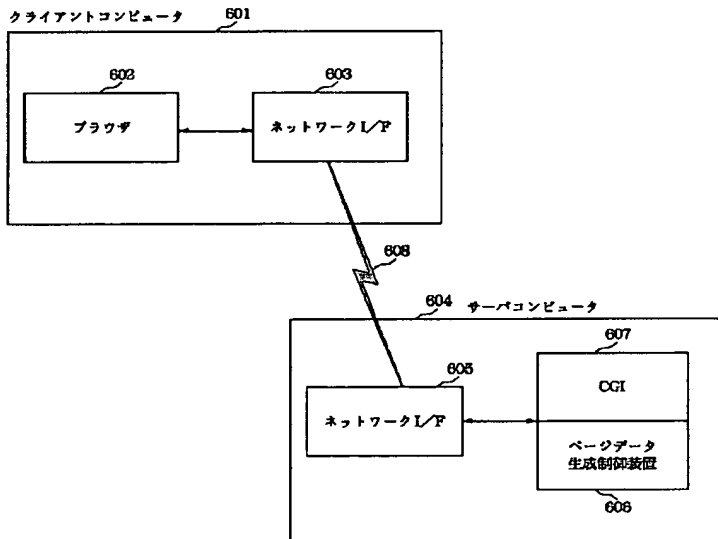 クライアントコンピュータ
601
602
603
ブラウザ
ネットワークI/F
608
604
サーバコンピュータ
605
607
ネットワークI/F
CGI
ページデータ
生成制御装置
606